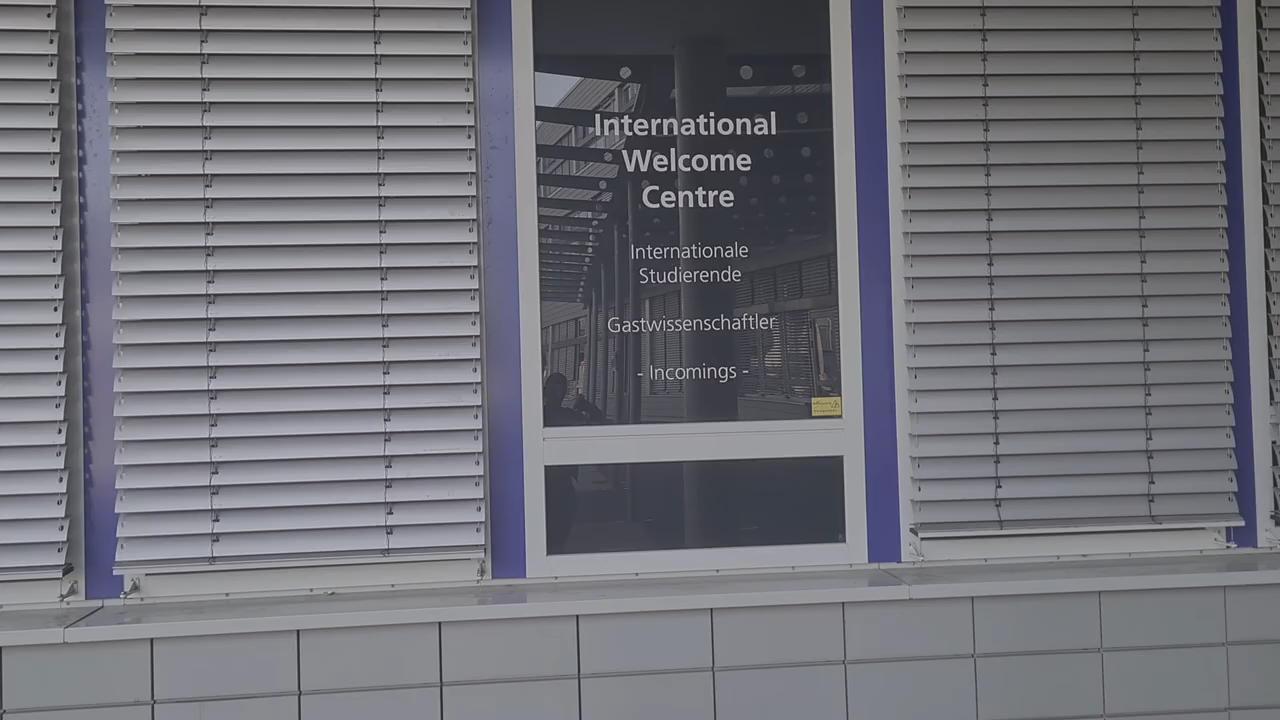 International
Welcome
Centre
Internationale
Studierende
Gastwissenschaftler
- Incomings -